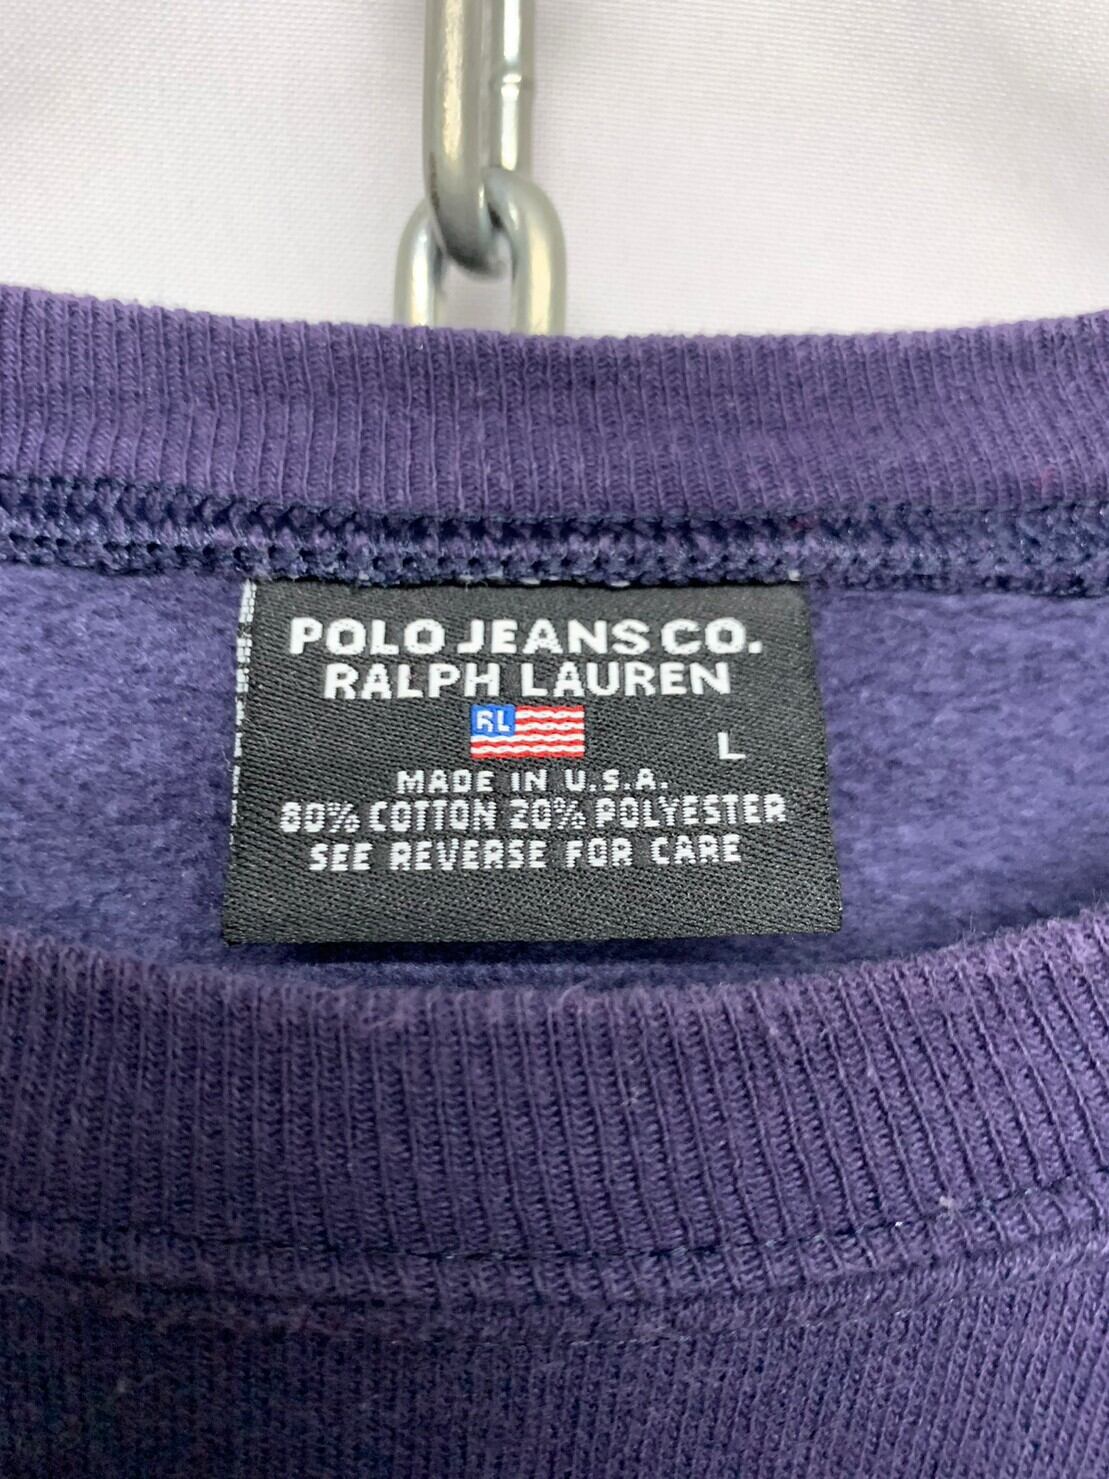 POLO JEANS CO.
RALPH LAUREN
RL
L
MADE IN U.S.A.
80% COTTON 20% POLYESTER
SEE REVERSE FOR CARE